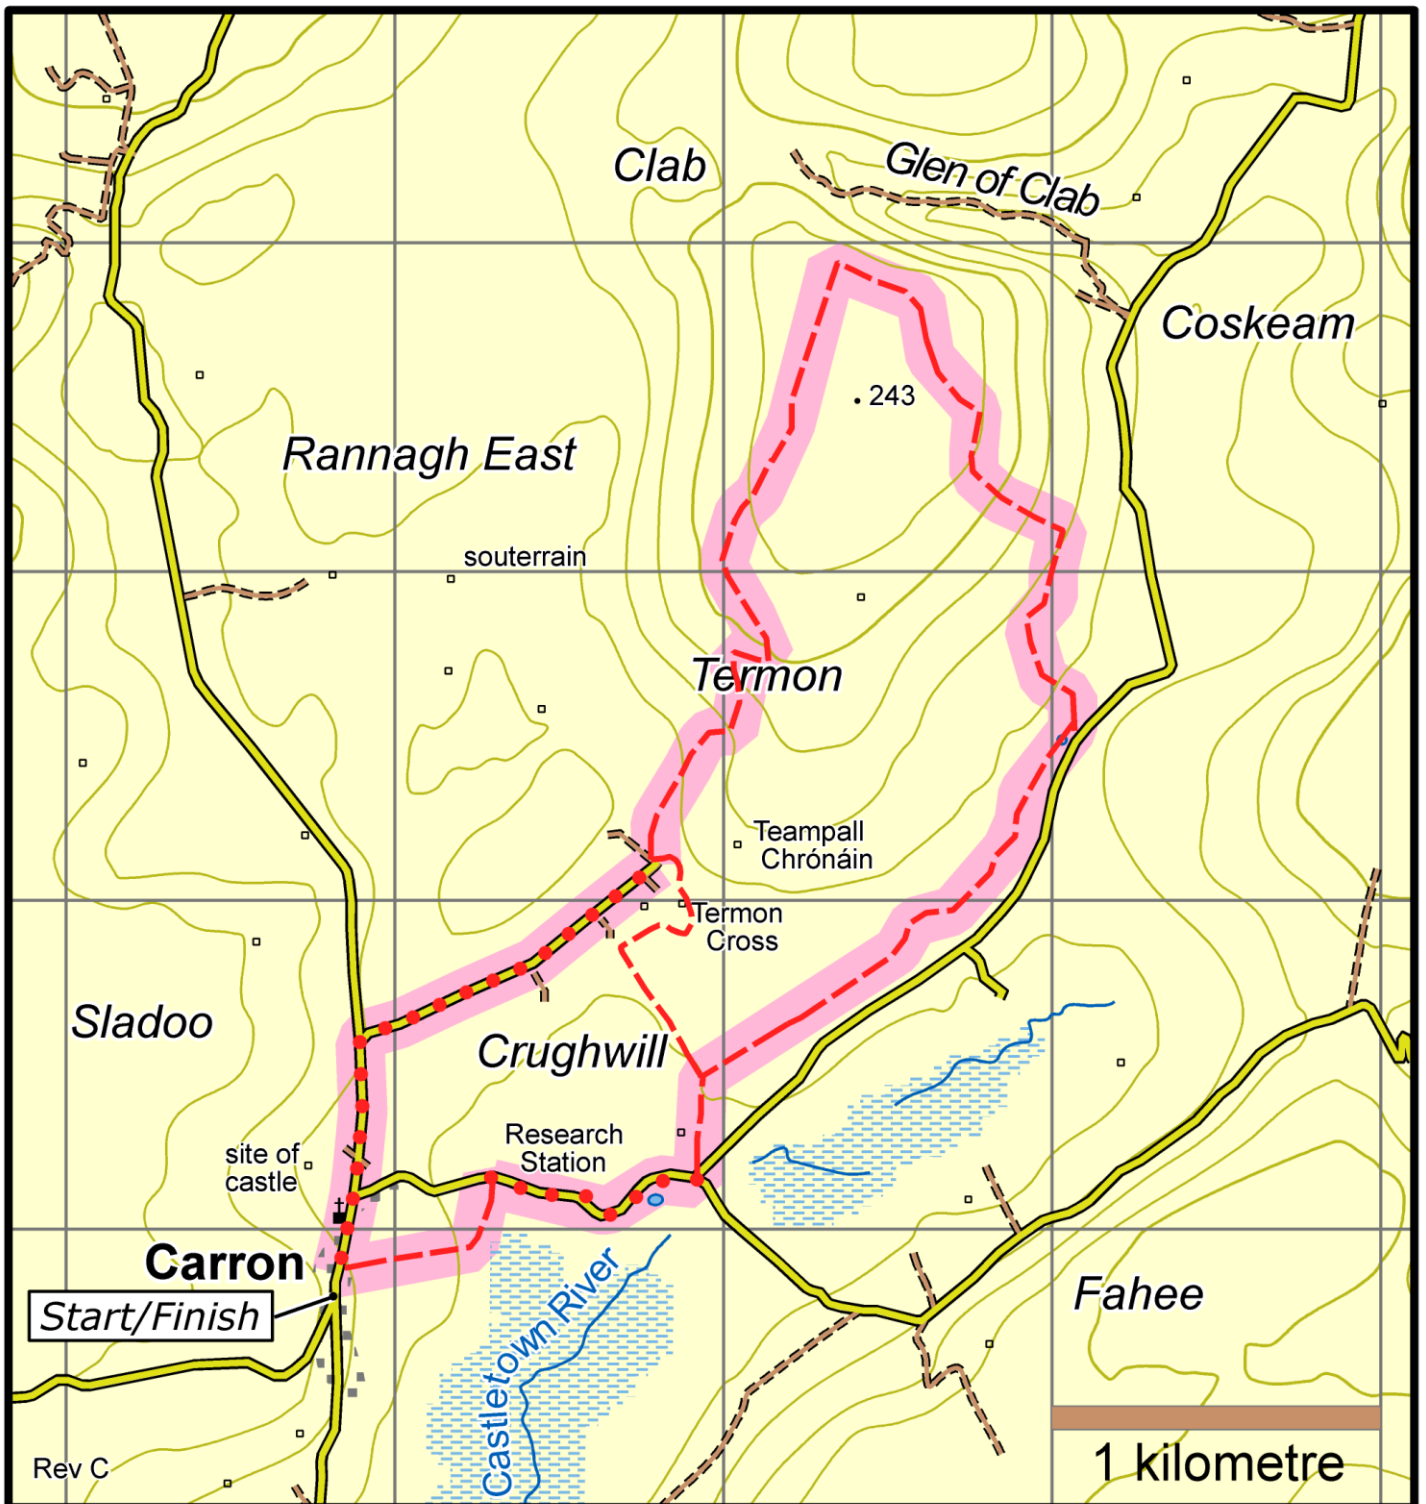 Clab
Glen of Clab
Coskeam
243
Rannagh East
souterrain
Termon
Teampall
Chrónáin
Termon
Cross
Sladoo
Crughwill
Research
Station
site of
castle
Carron
Start/Finish
Castletown River
Fahee
Rev C
1 kilometre